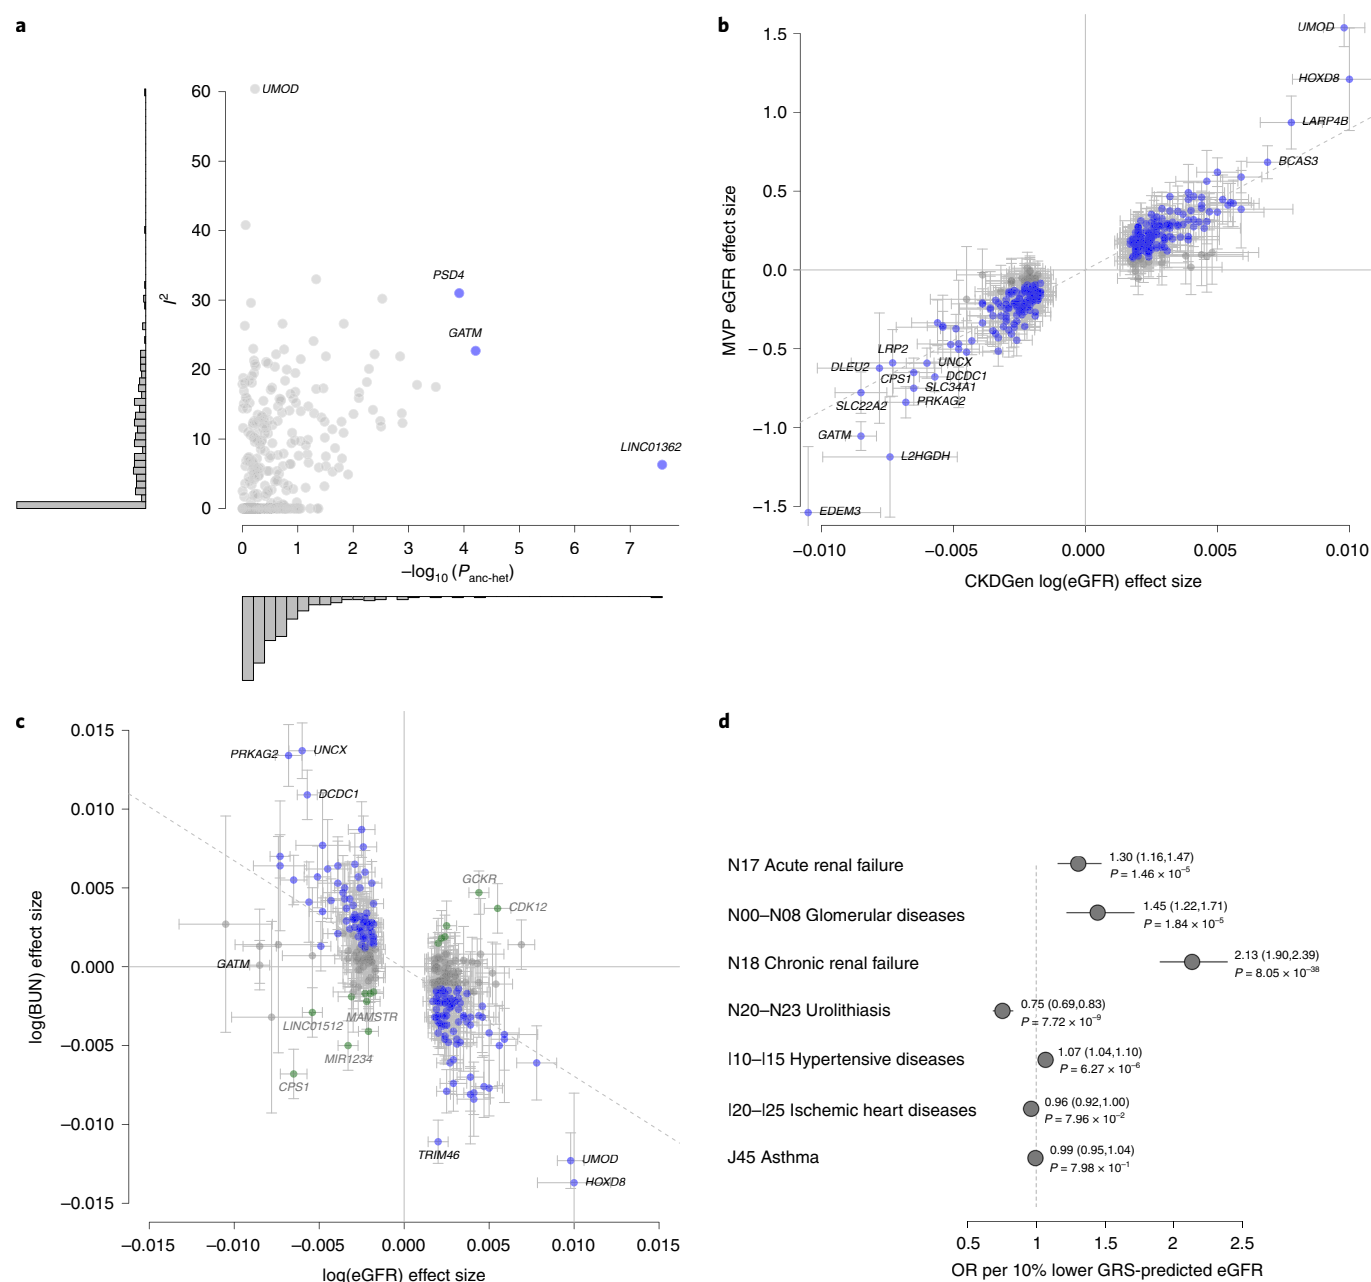 a
60
50
40
30
20
10
0
I²
UMOD
PSD4
GATM
LINC01362
0 1 2 3 4 5 6 7
–log₁₀ (Pₐₙc₋ₕₑₜ)
b
1.5
1.0
0.5
0.0
–0.5
–1.0
–1.5
MVP eGFR effect size
UMOD
HOXD8
LARP4B
BCAS3
LRP2
DLEU2
UNCX
CPS1
DCDC1
SLC34A1
SLC22A2
PRKAG2
GATM
L2HGDH
EDEM3
–0.010 –0.005 0.000 0.005 0.010
CKDGen log(eGFR) effect size
c
0.015
0.010
0.005
0.000
–0.005
–0.010
–0.015
log(BUN) effect size
PRKAG2
UNCX
DCDC1
GCKR
CDK12
GATM
LINC01512
MAMSTR
MIR1234
CPS1
TRIM46
UMOD
HOXD8
–0.015 –0.010 –0.005 0.000 0.005 0.010 0.015
log(eGFR) effect size
d
N17 Acute renal failure
1.30 (1.16,1.47)
P = 1.46 × 10⁻⁵
N00–N08 Glomerular diseases
1.45 (1.22,1.71)
P = 1.84 × 10⁻⁵
N18 Chronic renal failure
2.13 (1.90,2.39)
P = 8.05 × 10⁻³⁸
N20–N23 Urolithiasis
0.75 (0.69,0.83)
P = 7.72 × 10⁻⁹
I10–I15 Hypertensive diseases
1.07 (1.04,1.10)
P = 6.27 × 10⁻⁶
I20–I25 Ischemic heart diseases
0.96 (0.92,1.00)
P = 7.96 × 10⁻²
J45 Asthma
0.99 (0.95,1.04)
P = 7.98 × 10⁻¹
0.5 1 1.5 2 2.5
OR per 10% lower GRS-predicted eGFR